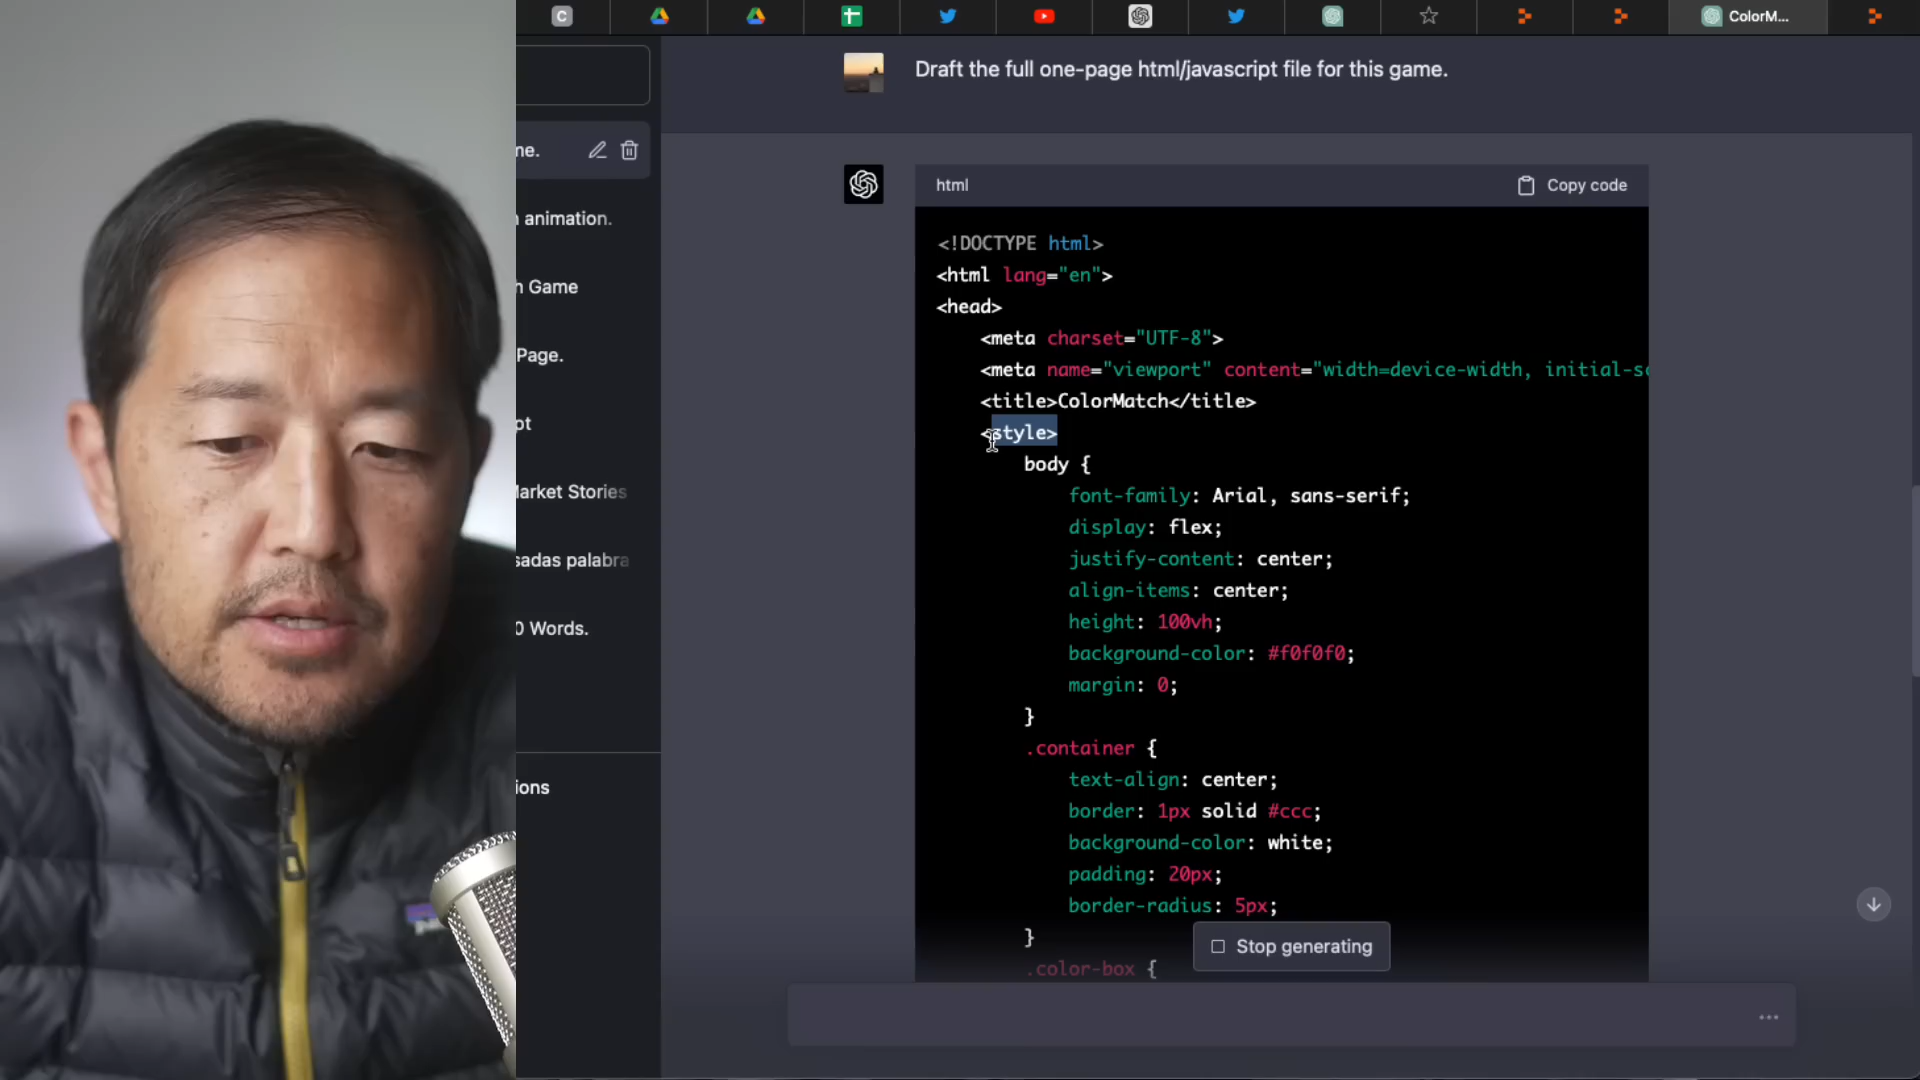 C
ColorM...
Draft the full one-page html/javascript file for this game.
ne.
animation.
h Game
Page.
pt
Market Stories
sadas palabra
0 Words.
ions
html
Copy code
<!DOCTYPE html>
<html lang="en">
<head>
<meta charset="UTF-8">
<meta name="viewport" content="width=device-width, initial-sc
<title>ColorMatch</title>
<style>
body {
font-family: Arial, sans-serif;
display: flex;
justify-content: center;
align-items: center;
height: 100vh;
background-color: #f0f0f0;
margin: 0;
}
.container {
text-align: center;
border: 1px solid #ccc;
background-color: white;
padding: 20px;
border-radius: 5px;
}
.color-box {
Stop generating